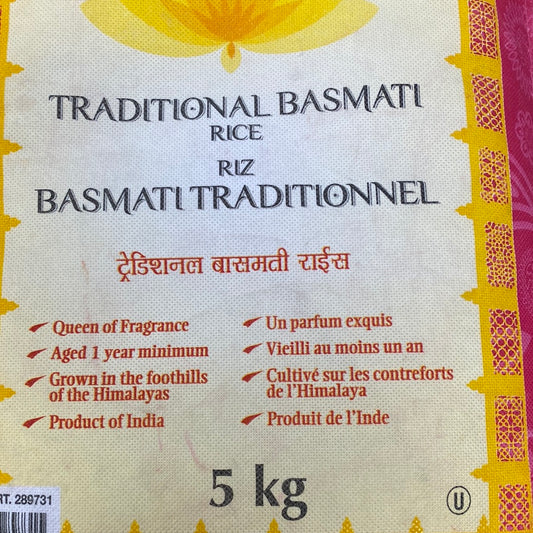 TRADITIONAL BASMATI
RICE
RIZ
BASMATI TRADITIONNEL
ट्रेडिशनल बासमती राईस
Queen of Fragrance
Aged 1 year minimum
Grown in the foothills
of the Himalayas
Product of India
Un parfum exquis
Vieilli au moins un an
Cultivé sur les contreforts
de l'Himalaya
Produit de l'Inde
5 kg
RT. 289731
U